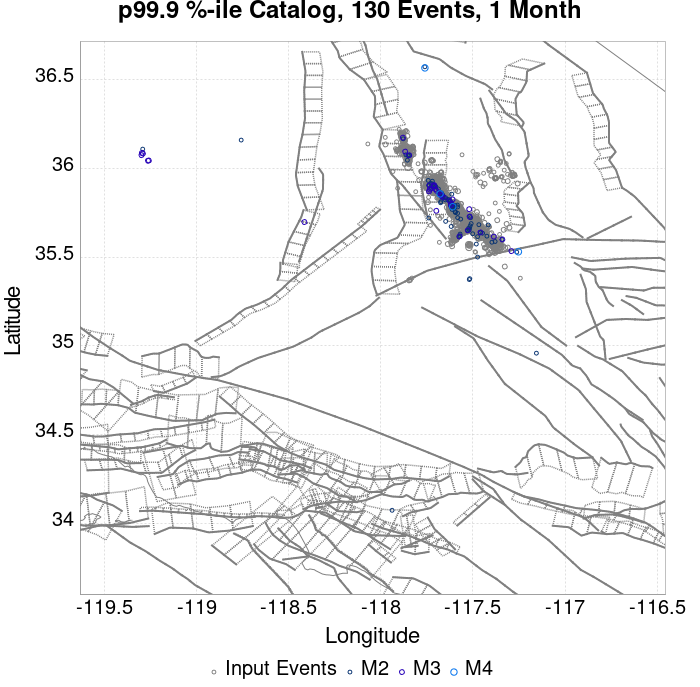 p99.9 %-ile Catalog, 130 Events, 1 Month
36.5
36
35.5
35
34.5
34
Latitude
-119.5 -119 -118.5 -118 -117.5 -117 -116.5
Longitude
Input Events M2 M3 M4